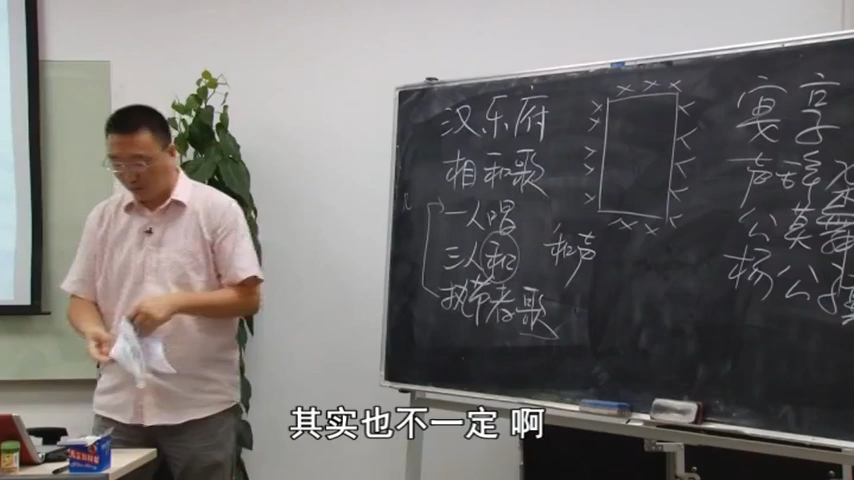 汉乐府
相和歌
一人唱
三人和
执节者歌
和声
宴享
声辞
公莫舞
杨公
其实也不一定 啊